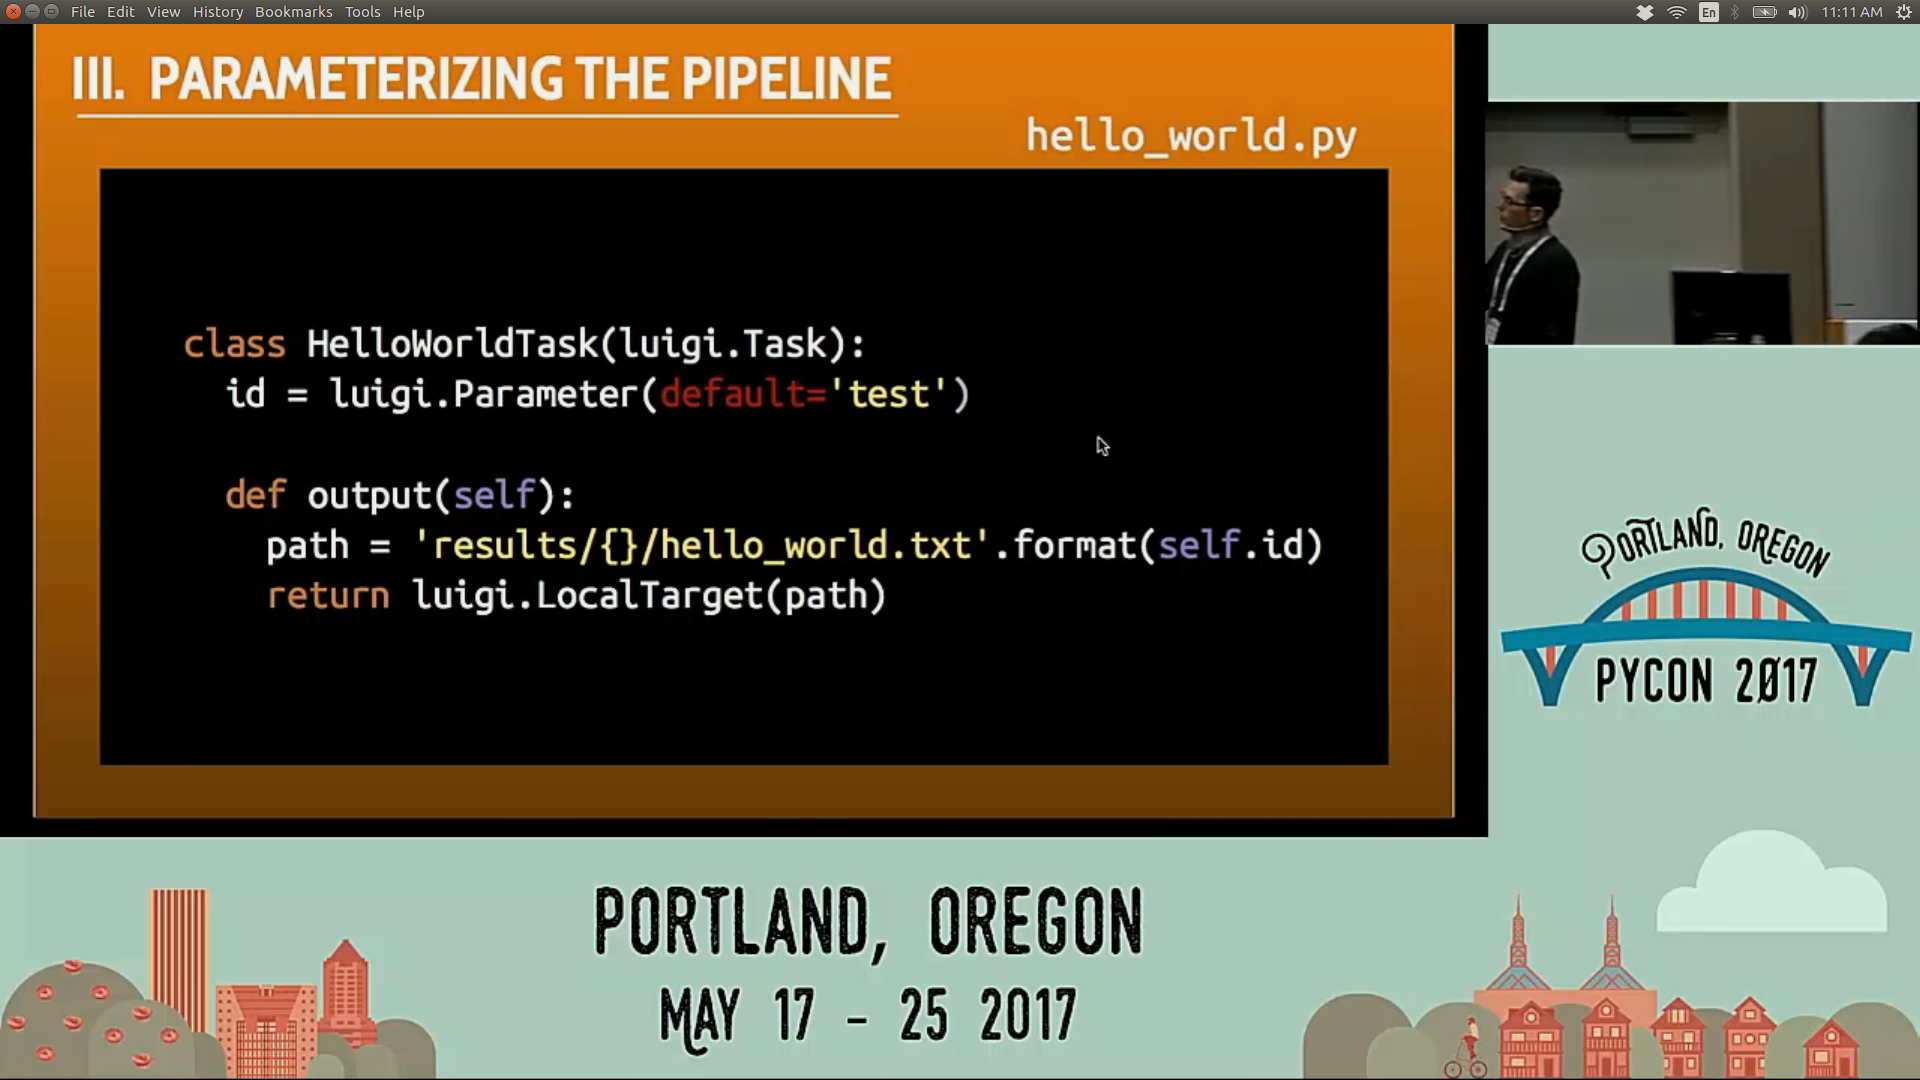 File Edit View History Bookmarks Tools Help
En
11:11 AM
III. PARAMETERIZING THE PIPELINE
hello_world.py
class HelloWorldTask(luigi.Task):
  id = luigi.Parameter(default='test')
  def output(self):
    path = 'results/{}/hello_world.txt'.format(self.id)
    return luigi.LocalTarget(path)
PORTLAND, OREGON
PYCON 2017
PORTLAND, OREGON
MAY 17 - 25 2017